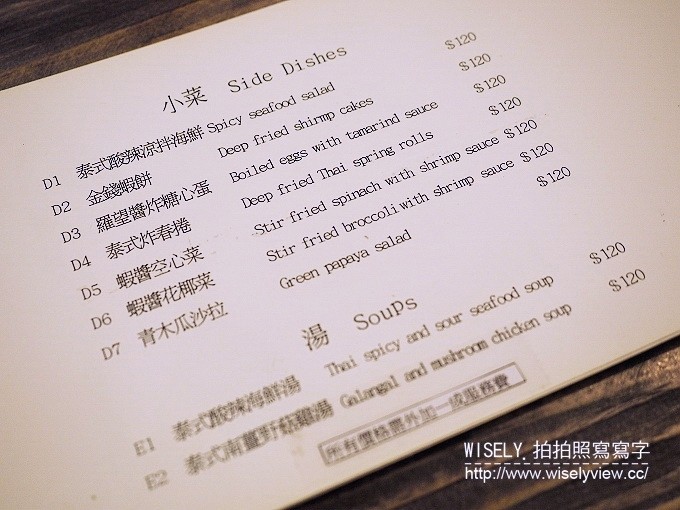 小菜 Side Dishes
D1 泰式酸辣涼拌海鮮 Spicy seafood salad $120
D2 金錢蝦餅 Deep fried shirmp cakes $120
D3 羅望醬炸糖心蛋 Boiled eggs with tamarind sauce $120
D4 泰式炸春捲 Deep fried Thai spring rolls $120
D5 蝦醬空心菜 Stir fried spinach with shrimp sauce $120
D6 蝦醬花椰菜 Stir fried broccoli with shrimp sauce $120
D7 青木瓜沙拉 Green papaya salad $120
湯 Soups
E1 泰式酸辣海鮮湯 Thai spicy and sour seafood soup $120
E2 泰式南薑野菇雞湯 Galangal and mushroom chicken soup $120
所有價格需外加一成服務費
WISELY. 拍拍照寫寫字
http://www.wiselyview.cc/